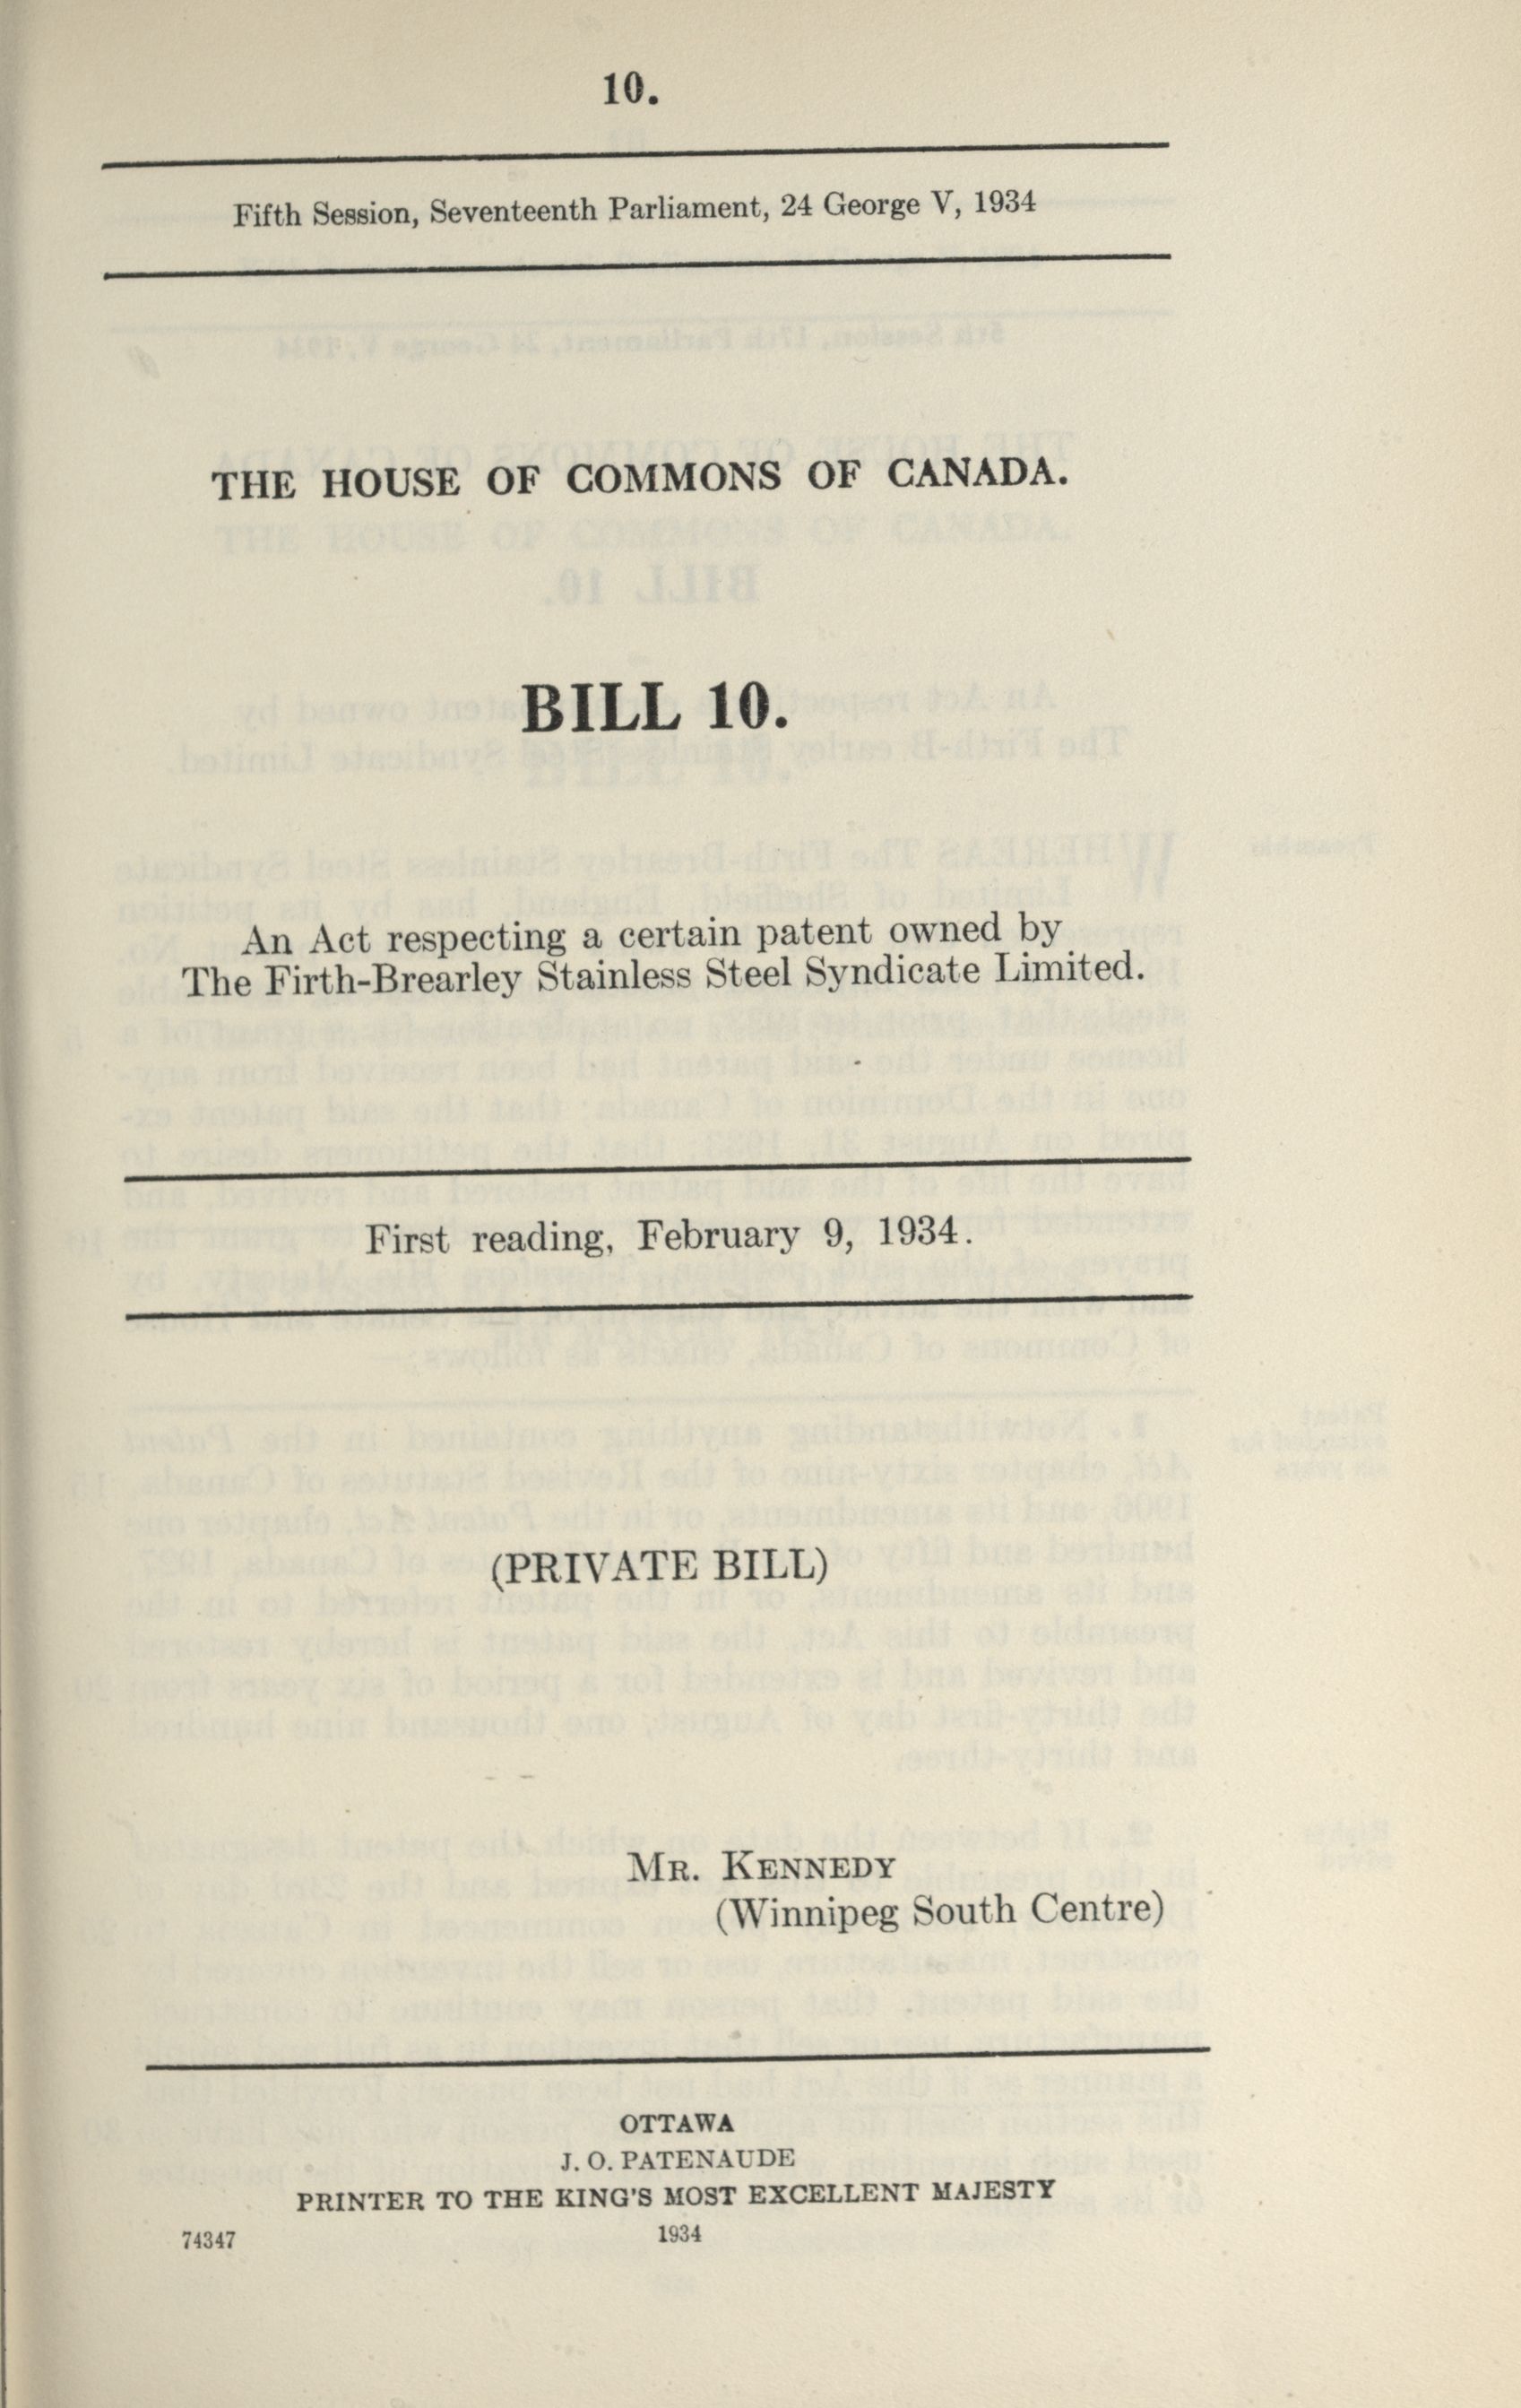 10.
Fifth Session, Seventeenth Parliament, 24 George V, 1934
THE HOUSE OF COMMONS OF CANADA.
BILL 10.
An Act respecting a certain patent owned by
The Firth-Brearley Stainless Steel Syndicate Limited.
First reading, February 9, 1934.
(PRIVATE BILL)
MR. KENNEDY
(Winnipeg South Centre)
OTTAWA
J. O. PATENAUDE
PRINTER TO THE KING'S MOST EXCELLENT MAJESTY
1934
74347